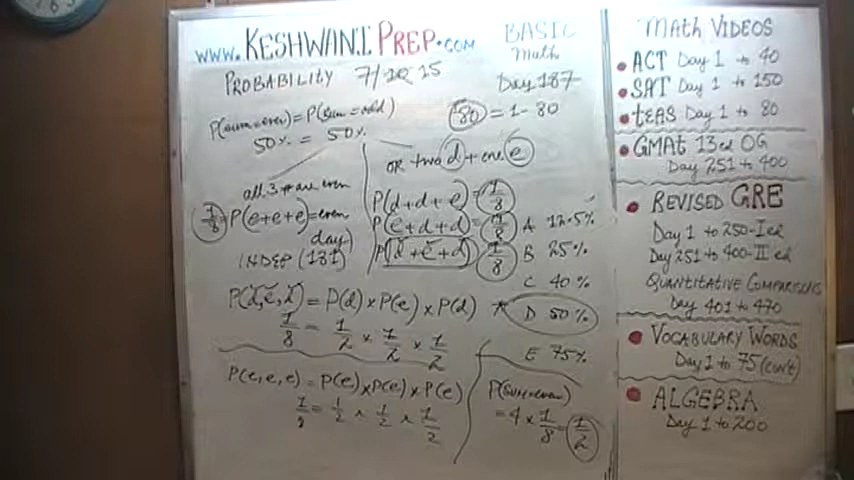 WWW.KESHWANIPREP.COM
BASIC
Math
PROBABILITY 7/10 15
Day 187
P(sum=even) = P(sum=odd)
50% = 50%
80 = 1-80
OR two d + one e
all 3 # are even
1/8 P(e+e+e) = even
day)
INDEP (181)
P(d+d+e) = 1/8
P(e+d+d) = 1/8
P(d+e+d) 1/8
A 12.5%
B 25%
C 40%
D 50%
E 75%
P(d,e,d) = P(d) x P(e) x P(d)
1/8 = 1/2 x 1/2 x 1/2
P(e,e,e) = P(e) x P(e) x P(e)
1/8 = 1/2 x 1/2 x 1/2
P(sum=even)
= 4 x 1/8 = 1/2
MATH VIDEOS
ACT Day 1 to 40
SAT Day 1 to 150
tEAS Day 1 to 80
GMAt 13ed OG
Day 251 to 400
REVISED GRE
Day 1 to 250-I ed
Day 251 to 400-II ed
QUANTITATIVE COMPARISONS
Day 401 to 470
VOCABULARY WORDS
Day 1 to 75 (con't)
ALGEBRA
Day 1 to 200